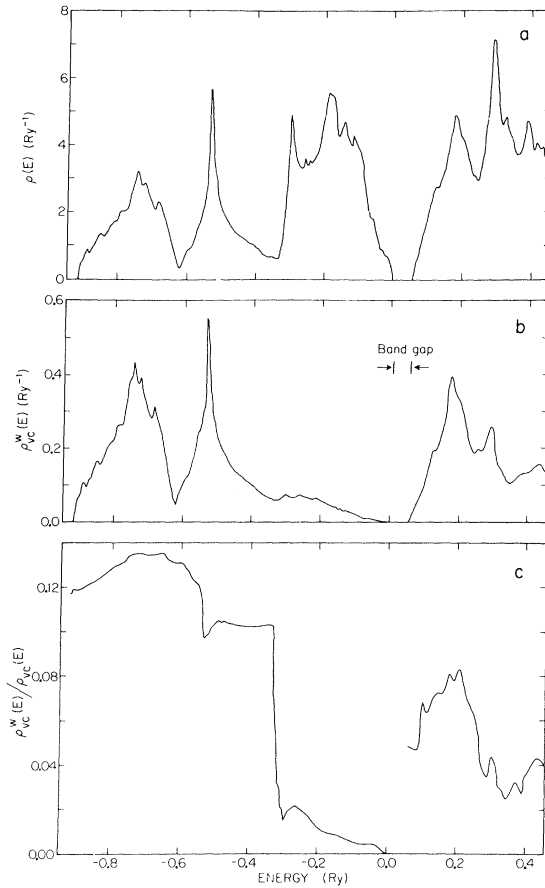 a
8
6
4
2
0
ρ(E) (Ry⁻¹)
b
0.6
0.4
0.2
0.0
ρ_vc^w(E) (Ry⁻¹)
Band gap
c
0.12
0.08
0.04
0.00
ρ_vc^w(E)/ρ_vc(E)
-0.8 -0.6 -0.4 -0.2 0.0 0.2 0.4
ENERGY (Ry)